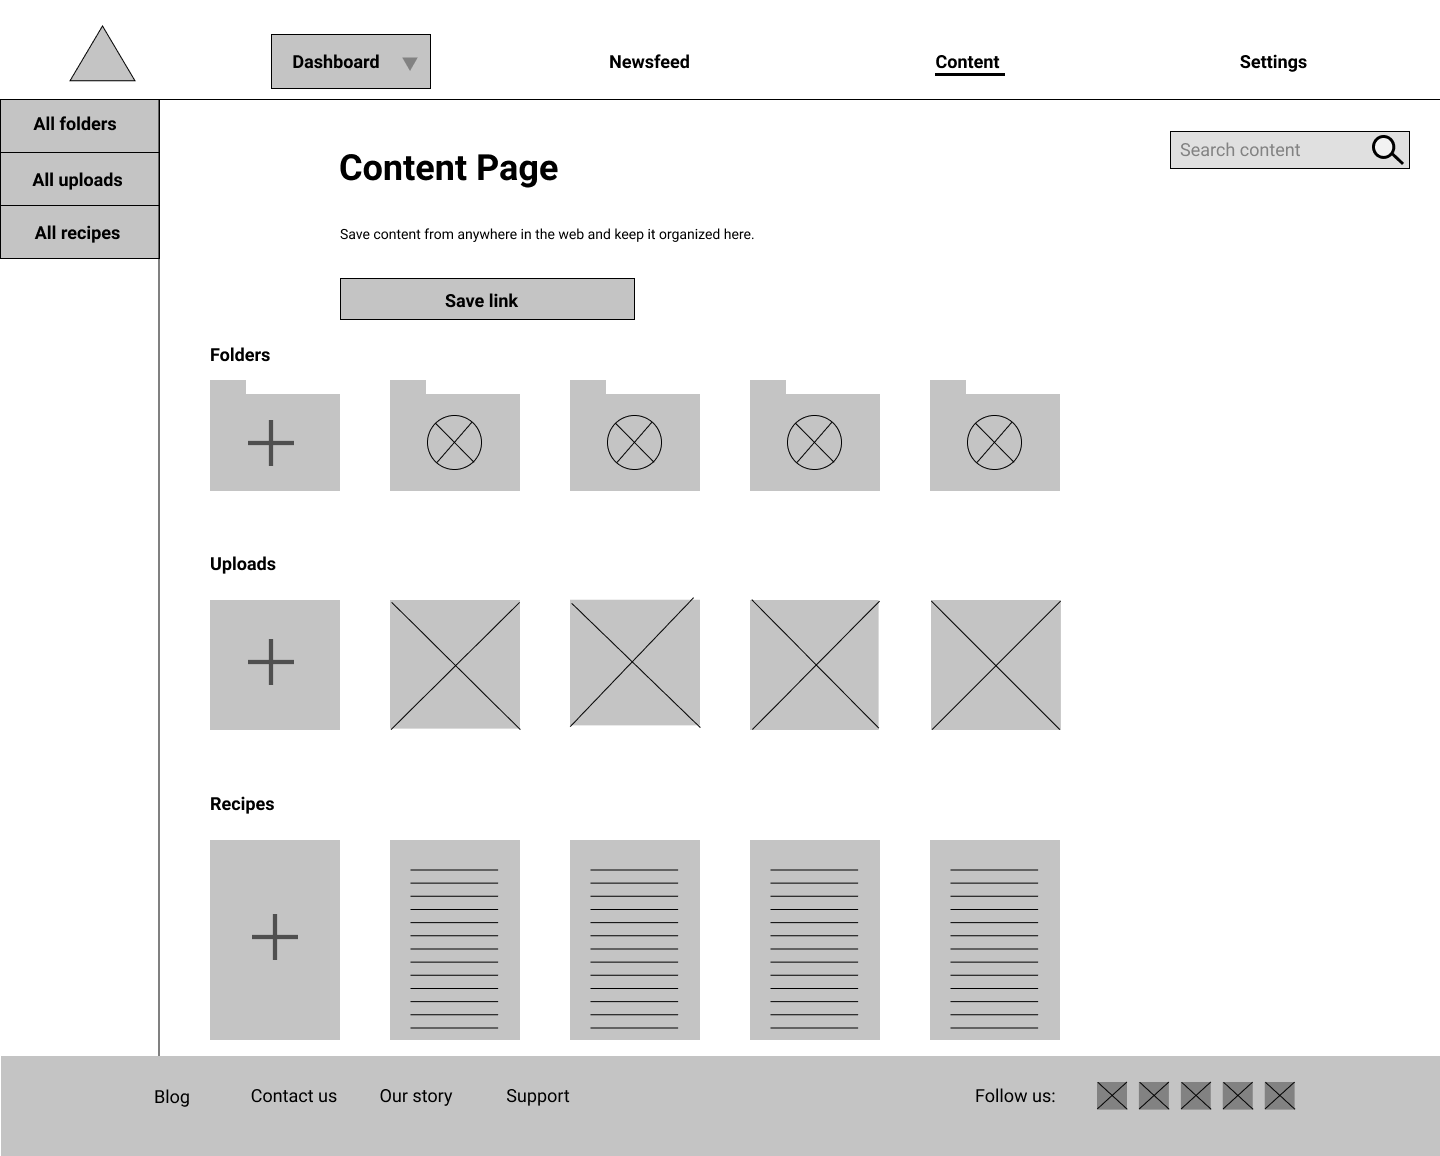 Dashboard
Newsfeed
Content
Settings
All folders
All uploads
All recipes
Content Page
Search content
Save content from anywhere in the web and keep it organized here.
Save link
Folders
Uploads
Recipes
Blog
Contact us
Our story
Support
Follow us: